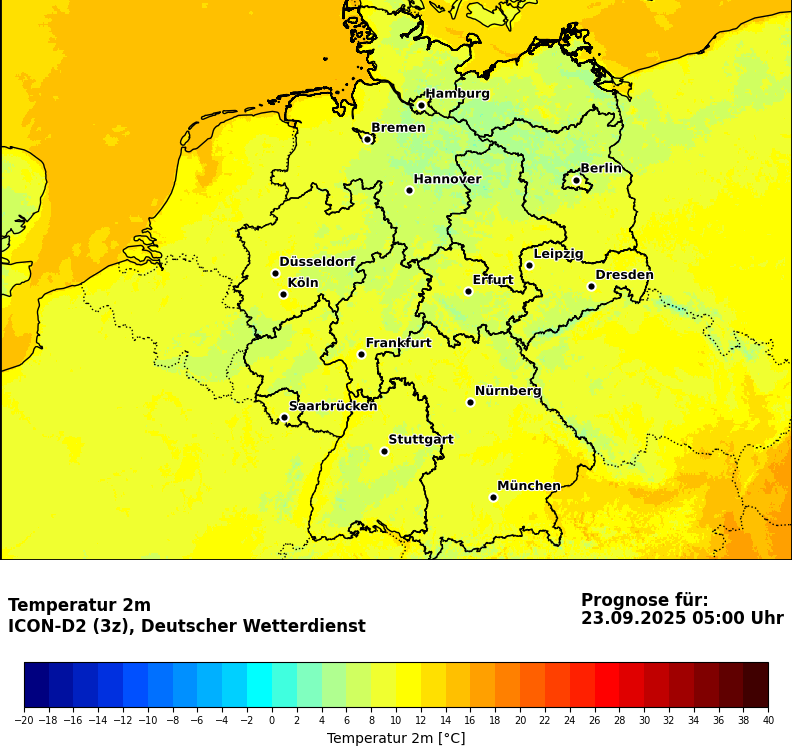 Hamburg
Bremen
Berlin
Hannover
Leipzig
Düsseldorf
Dresden
Erfurt
Köln
Frankfurt
Nürnberg
Saarbrücken
Stuttgart
München
Temperatur 2m
ICON-D2 (3z), Deutscher Wetterdienst
Prognose für:
23.09.2025 05:00 Uhr
−20 −18 −16 −14 −12 −10 −8 −6 −4 −2 0 2 4 6 8 10 12 14 16 18 20 22 24 26 28 30 32 34 36 38 40
Temperatur 2m [°C]